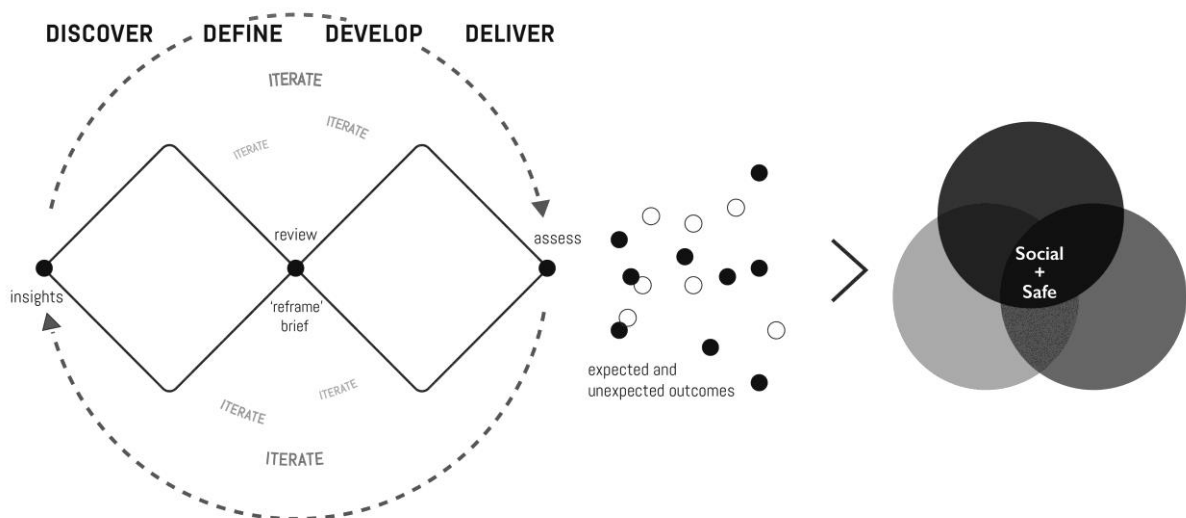 DISCOVER DEFINE DEVELOP DELIVER
ITERATE
ITERATE
ITERATE
review
assess
insights
'reframe'
brief
ITERATE
ITERATE
ITERATE
expected and
unexpected outcomes
Social
+
Safe